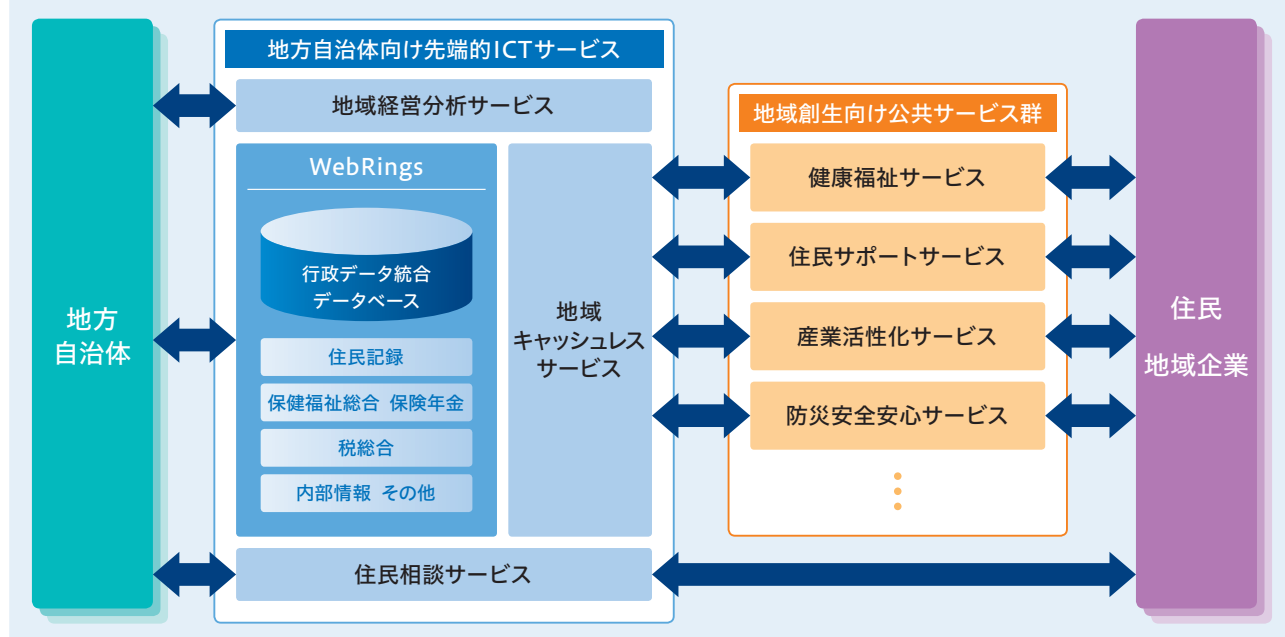 地方
自治体
地方自治体向け先端的ICTサービス
地域経営分析サービス
WebRings
行政データ統合
データベース
住民記録
保健福祉総合 保険年金
税総合
内部情報 その他
地域
キャッシュレス
サービス
住民相談サービス
地域創生向け公共サービス群
健康福祉サービス
住民サポートサービス
産業活性化サービス
防災安全安心サービス
住民
地域企業